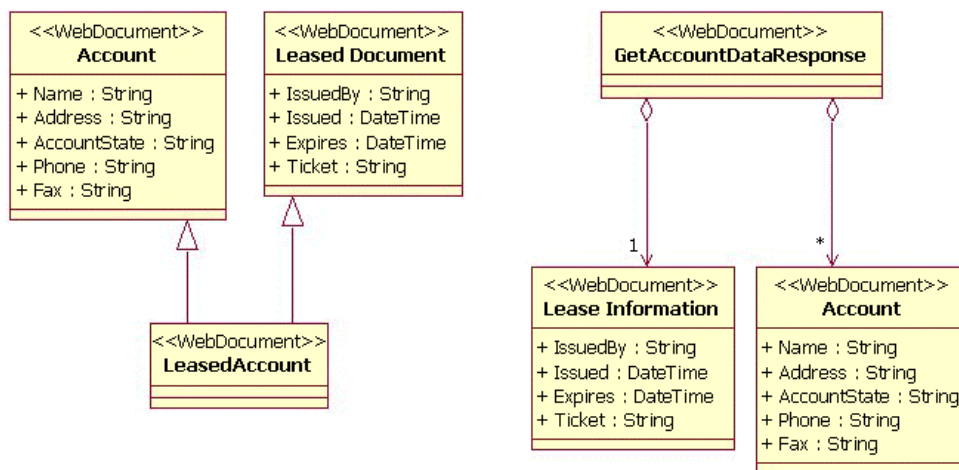 <<WebDocument>>
Account
+ Name : String
+ Address : String
+ AccountState : String
+ Phone : String
+ Fax : String
<<WebDocument>>
Leased Document
+ IssuedBy : String
+ Issued : DateTime
+ Expires : DateTime
+ Ticket : String
<<WebDocument>>
LeasedAccount
<<WebDocument>>
GetAccountDataResponse
1
*
<<WebDocument>>
Lease Information
+ IssuedBy : String
+ Issued : DateTime
+ Expires : DateTime
+ Ticket : String
<<WebDocument>>
Account
+ Name : String
+ Address : String
+ AccountState : String
+ Phone : String
+ Fax : String